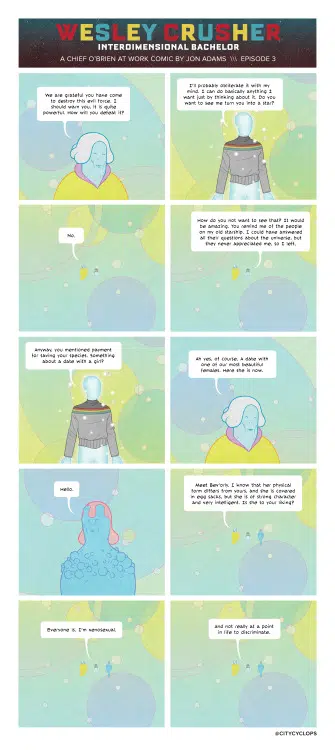 WESLEY CRUSHER
INTERDIMENSIONAL BACHELOR
A CHIEF O'BRIEN AT WORK COMIC BY JON ADAMS \\\ EPISODE 3
We are grateful you have come
to destroy this evil force. I
should warn you, it is quite
powerful. How will you defeat it?
I'll probably obliterate it with my
mind. I can do basically anything I
want just by thinking about it. Do you
want to see me turn you into a star?
No.
How do you not want to see that? It would
be amazing. You remind me of the people
on my old starship. I could have answered
all their questions about the universe, but
they never appreciated me, so I left.
Anyway, you mentioned payment
for saving your species. Something
about a date with a girl?
Ah yes, of course. A date with
one of our most beautiful
females. Here she is now.
Hello.
Meet Ben'orly. I know that her physical
form differs from yours, and she is covered
in egg sacks, but she is of strong character
and very intelligent. Is she to your liking?
Everyone is. I'm xenosexual.
and not really at a point
in life to discriminate.
@CITYCYCLOPS